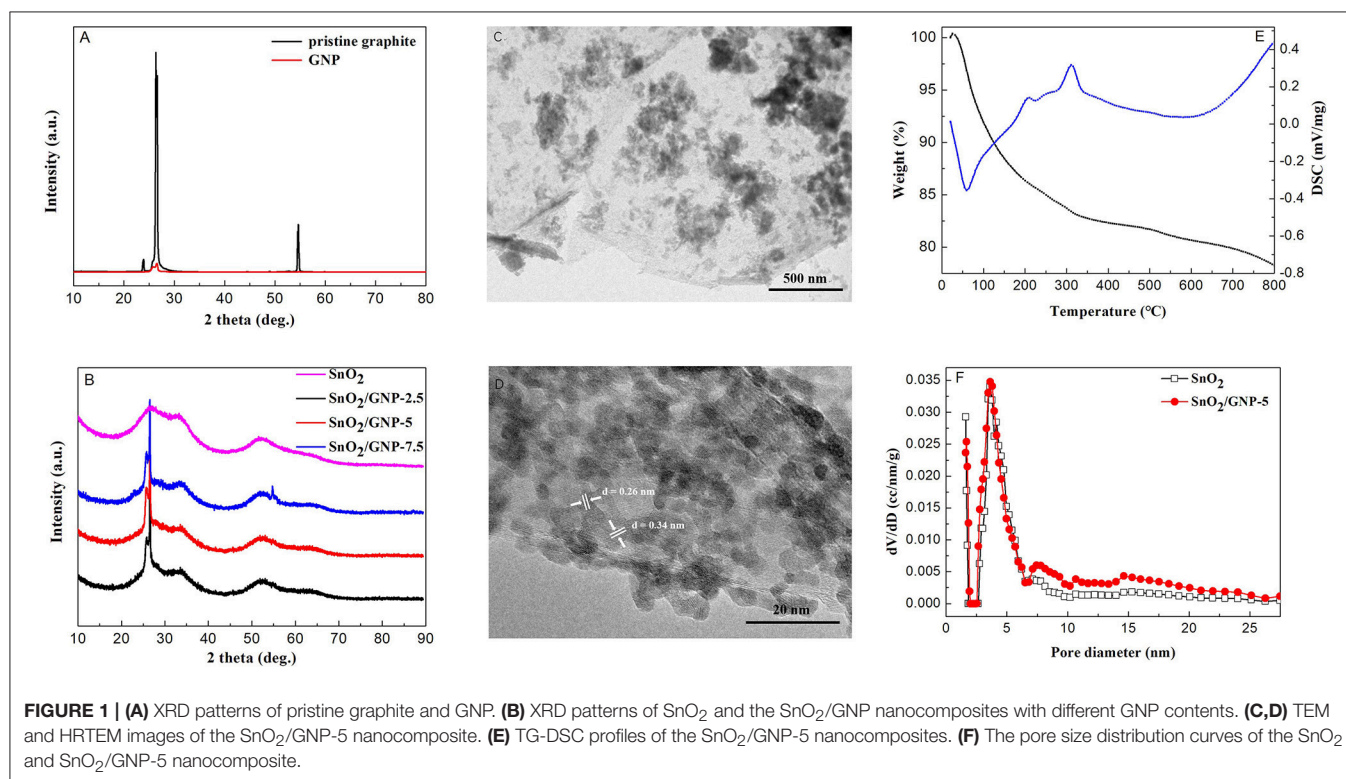 A
pristine graphite
GNP
Intensity (a.u.)
10 20 30 40 50 60 70 80
2 theta (deg.)
C
500 nm
E
100
95
90
85
80
Weight (%)
0.4
0.2
0.0
-0.2
-0.4
-0.6
-0.8
DSC (mV/mg)
0 100 200 300 400 500 600 700 800
Temperature (°C)
B
SnO2
SnO2/GNP-2.5
SnO2/GNP-5
SnO2/GNP-7.5
Intensity (a.u.)
10 20 30 40 50 60 70 80 90
2 theta (deg.)
D
d = 0.26 nm
d = 0.34 nm
20 nm
F
SnO2
SnO2/GNP-5
0.035
0.030
0.025
0.020
0.015
0.010
0.005
0.000
dV/dD (cc/nm/g)
0 5 10 15 20 25
Pore diameter (nm)
FIGURE 1 | (A) XRD patterns of pristine graphite and GNP. (B) XRD patterns of SnO2 and the SnO2/GNP nanocomposites with different GNP contents. (C,D) TEM
and HRTEM images of the SnO2/GNP-5 nanocomposite. (E) TG-DSC profiles of the SnO2/GNP-5 nanocomposites. (F) The pore size distribution curves of the SnO2
and SnO2/GNP-5 nanocomposite.